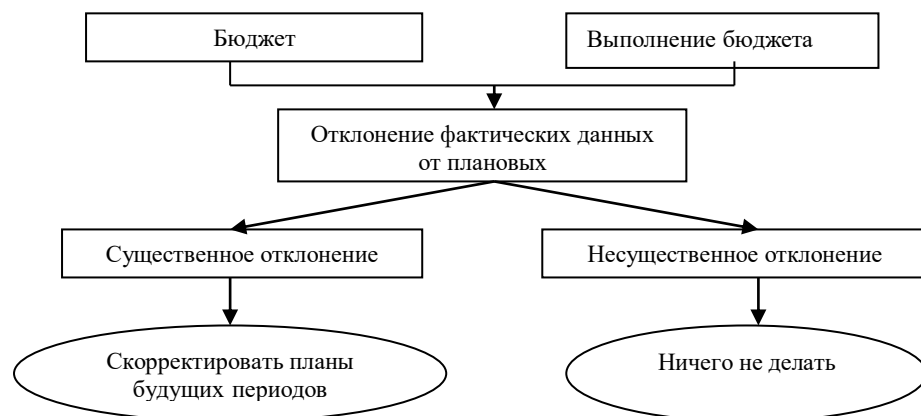 Бюджет
Выполнение бюджета
Отклонение фактических данных
от плановых
Существенное отклонение
Несущественное отклонение
Скорректировать планы
будущих периодов
Ничего не делать